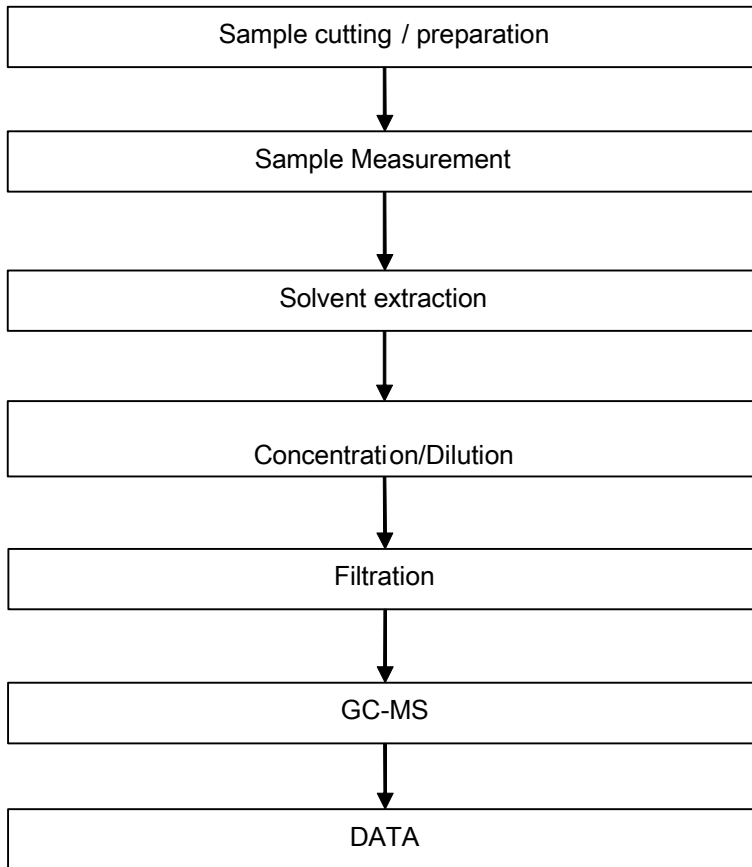 Sample cutting / preparation
Sample Measurement
Solvent extraction
Concentration/Dilution
Filtration
GC-MS
DATA